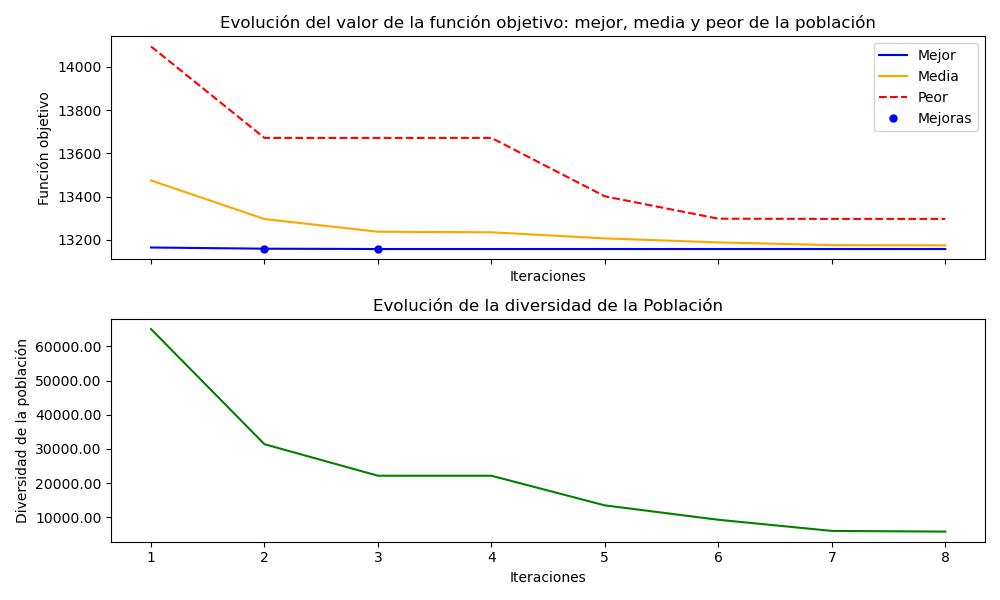 Evolución del valor de la función objetivo: mejor, media y peor de la población
Función objetivo
14000
13800
13600
13400
13200
Mejor
Media
Peor
Mejoras
Iteraciones
Evolución de la diversidad de la Población
Diversidad de la población
60000.00
50000.00
40000.00
30000.00
20000.00
10000.00
1 2 3 4 5 6 7 8
Iteraciones